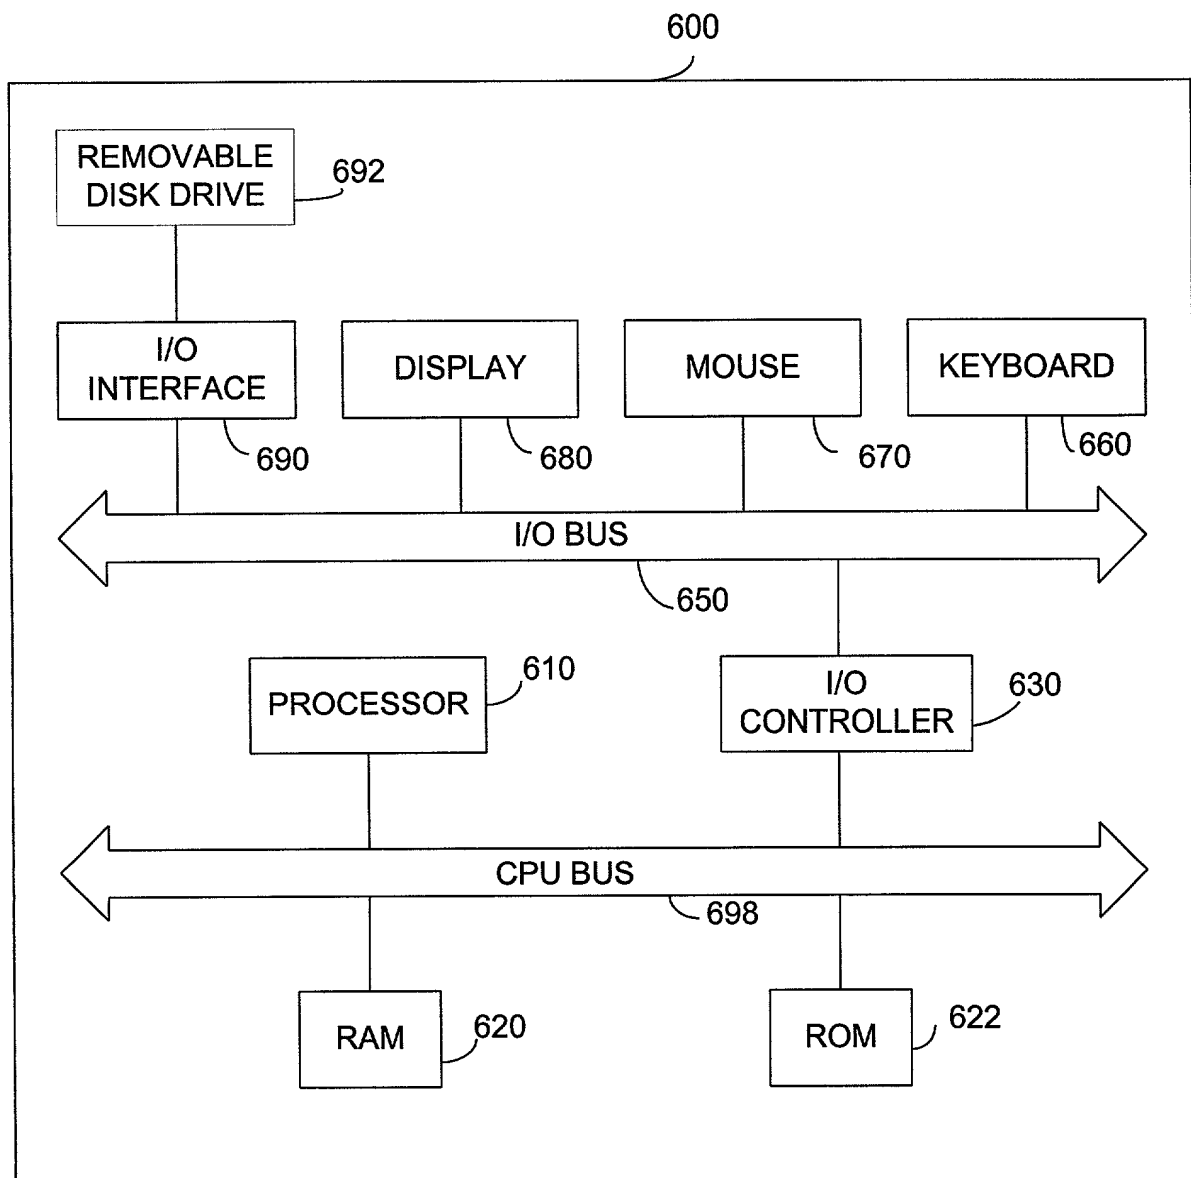 600
REMOVABLE
DISK DRIVE
692
I/O
INTERFACE
690
DISPLAY
680
MOUSE
670
KEYBOARD
660
I/O BUS
650
PROCESSOR
610
I/O
CONTROLLER
630
CPU BUS
698
RAM
620
ROM
622